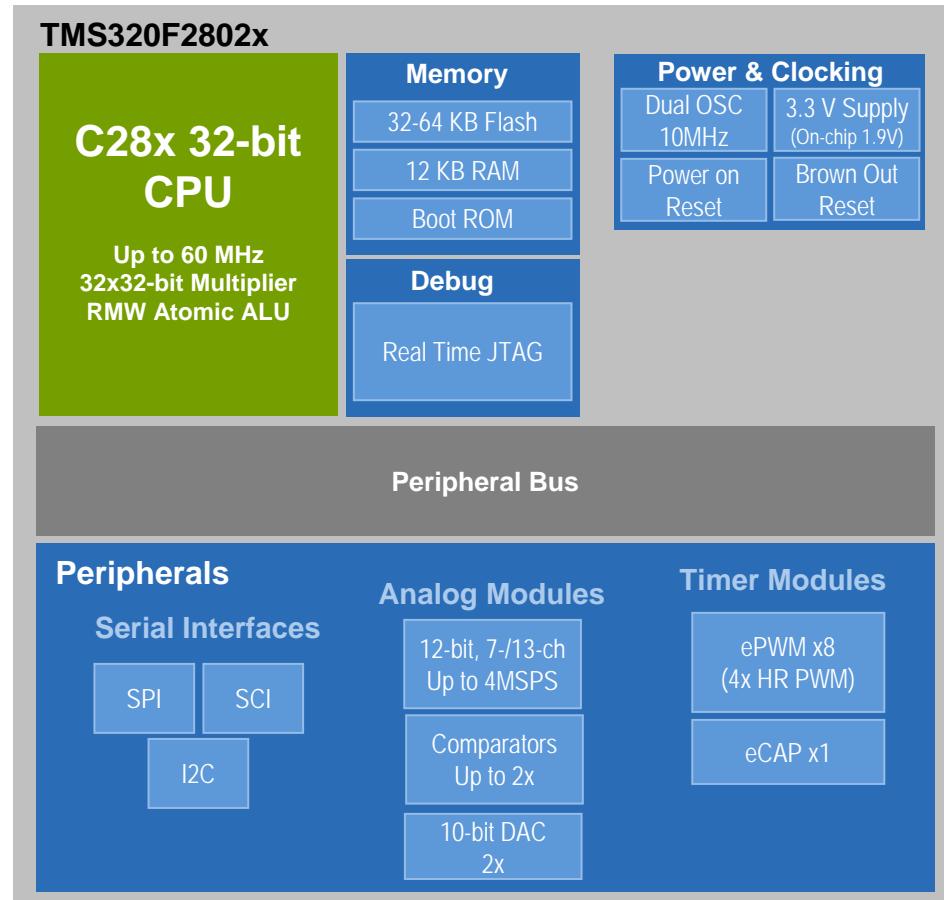 TMS320F2802x
C28x 32-bit
CPU
Up to 60 MHz
32x32-bit Multiplier
RMW Atomic ALU
Memory
32-64 KB Flash
12 KB RAM
Boot ROM
Debug
Real Time JTAG
Power & Clocking
Dual OSC
10MHz
3.3 V Supply
(On-chip 1.9V)
Power on
Reset
Brown Out
Reset
Peripheral Bus
Peripherals
Serial Interfaces
SPI
SCI
I2C
Analog Modules
12-bit, 7-/13-ch
Up to 4MSPS
Comparators
Up to 2x
10-bit DAC
2x
Timer Modules
ePWM x8
(4x HR PWM)
eCAP x1